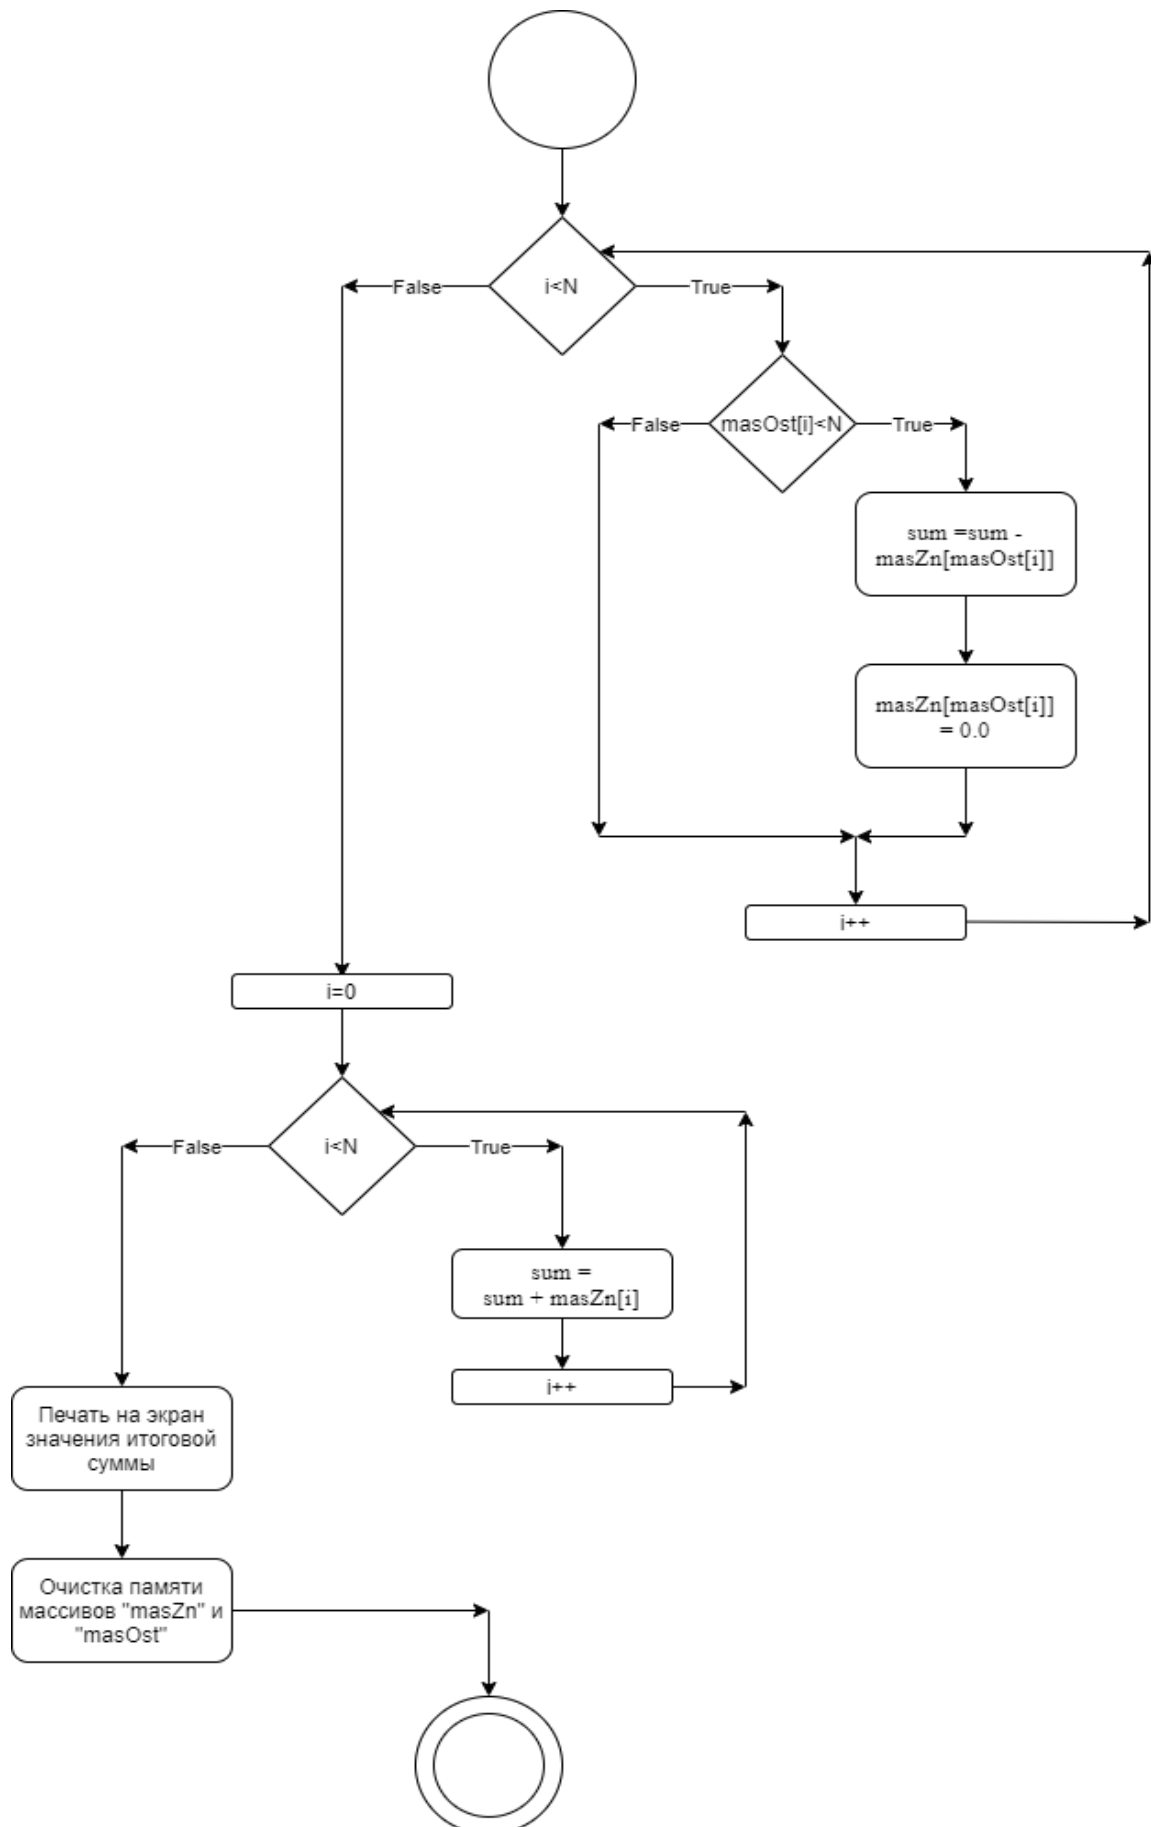 i<N
False
True
masOst[i]<N
False
True
sum =sum -
masZn[masOst[i]]
masZn[masOst[i]]
= 0.0
i++
i=0
i<N
False
True
sum =
sum + masZn[i]
i++
Печать на экран
значения итоговой
суммы
Очистка памяти
массивов "masZn" и
"masOst"